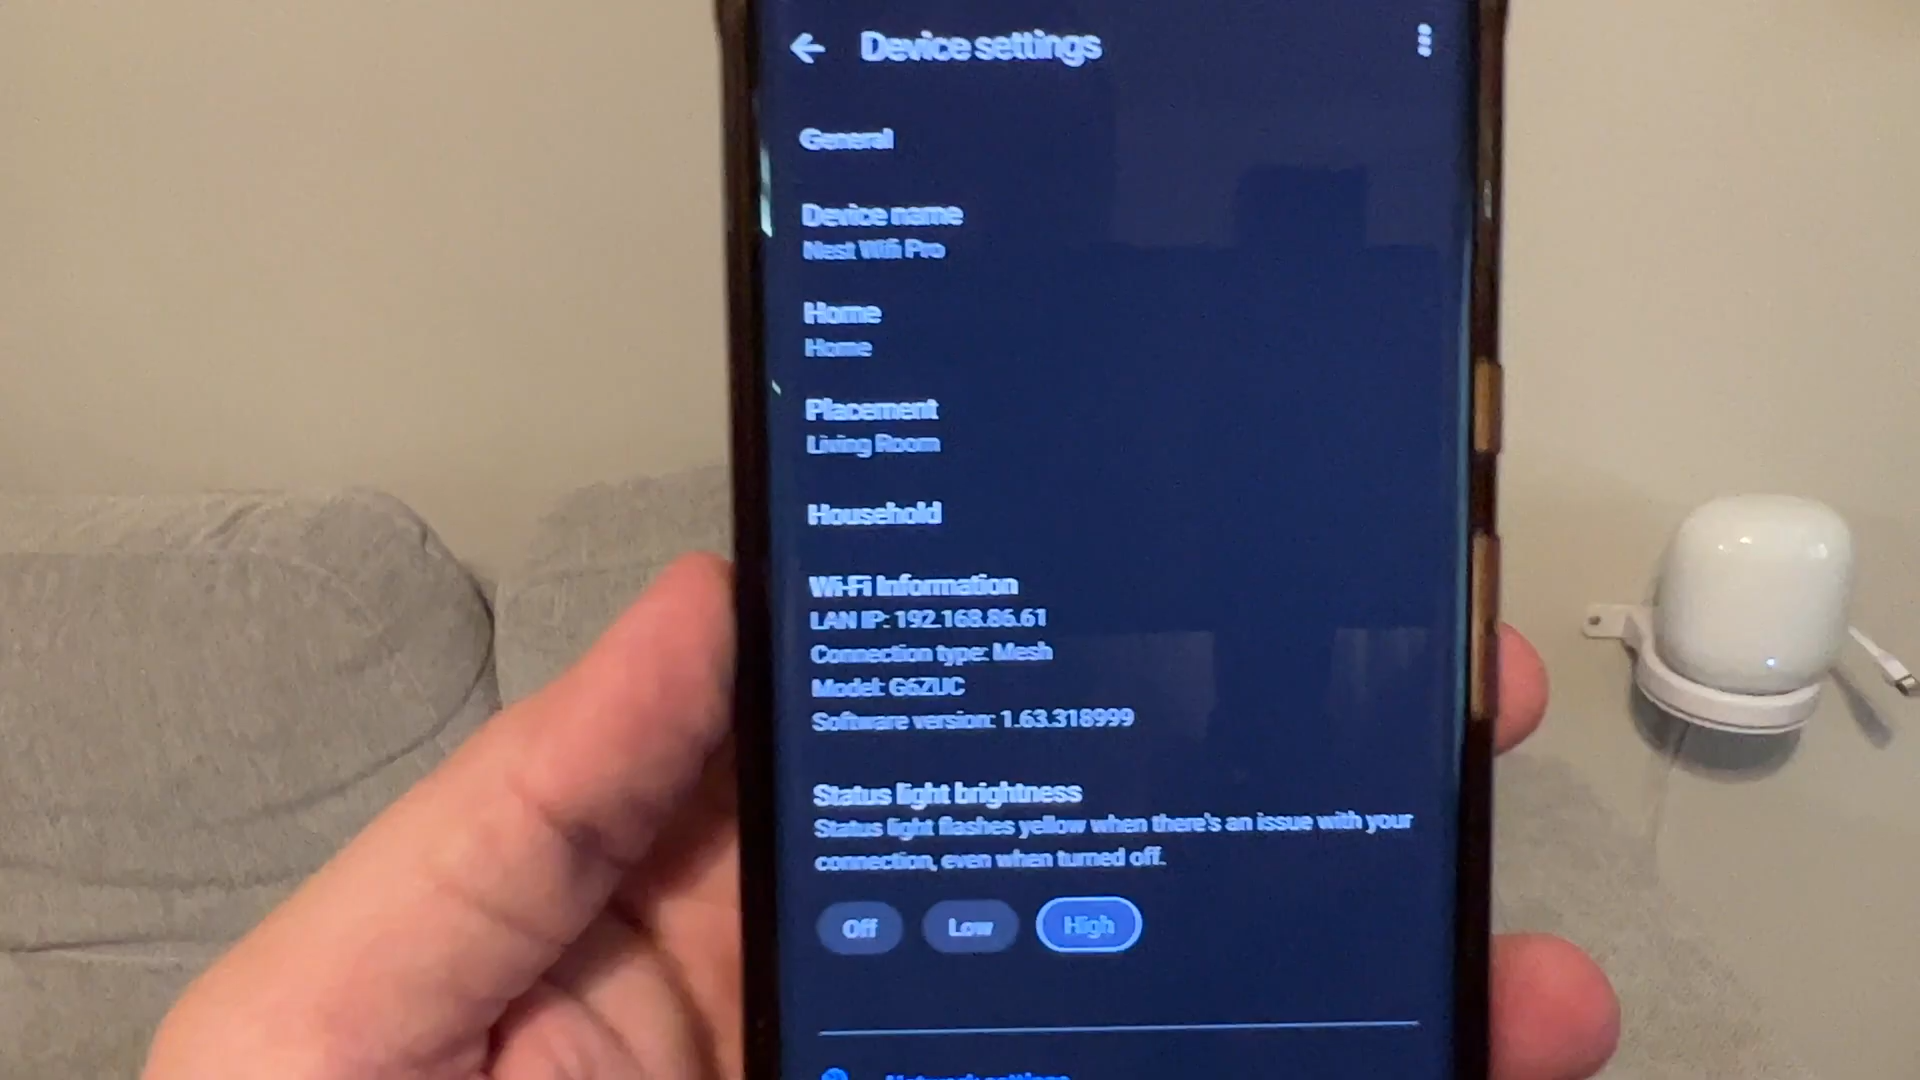 Device settings
General
Device name
Nest Wifi Pro
Home
Home
Placement
Living Room
Household
Wi-Fi Information
LAN IP: 192.168.86.61
Connection type: Mesh
Model: G6ZUC
Software version: 1.63.318999
Status light brightness
Status light flashes yellow when there's an issue with your
connection, even when turned off.
Off Low High
Network settings